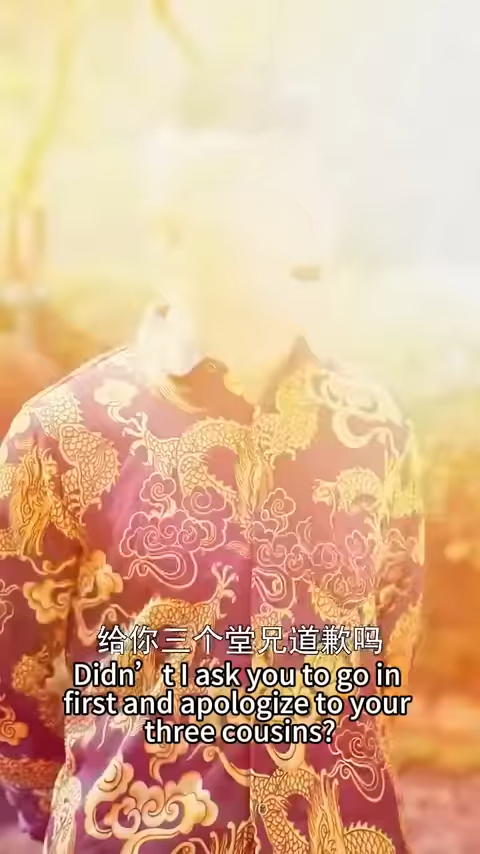 给你三个堂兄道歉吗
Didn't I ask you to go in
first and apologize to your
three cousins?